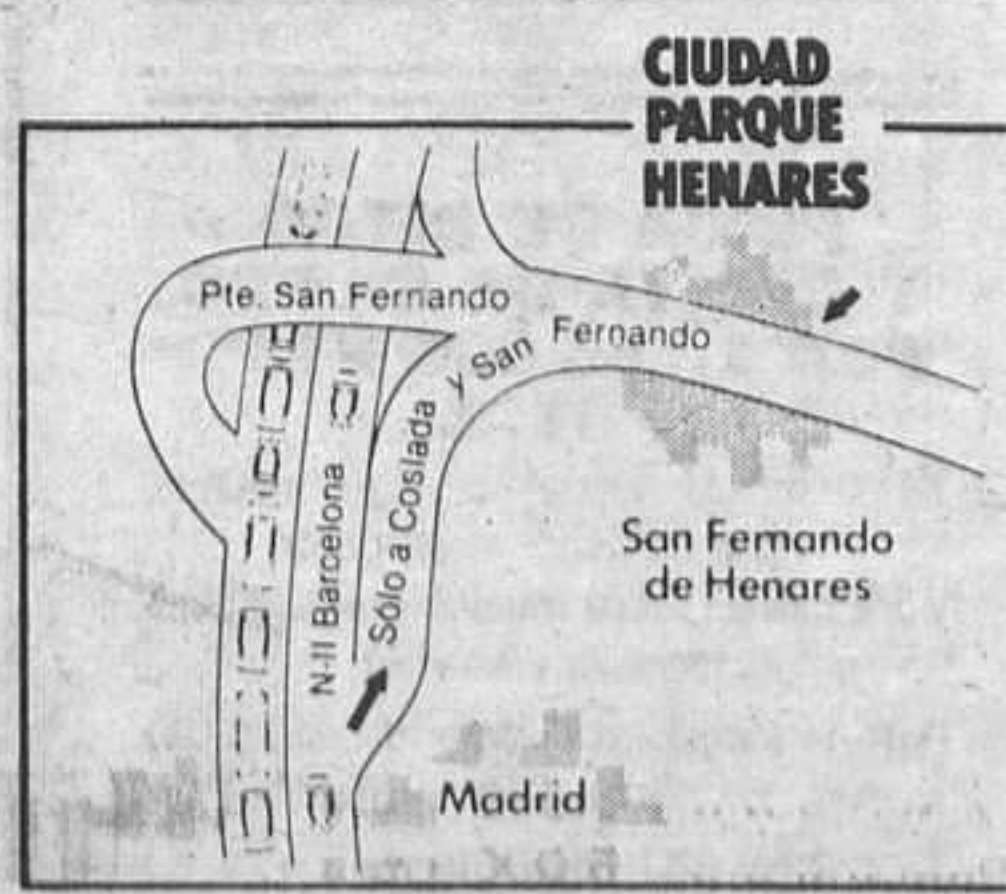 CIUDAD
PARQUE
HENARES
Pte. San Fernando
Sólo a Coslada y San Fernando
N-II Barcelona
San Fernando
de Henares
Madrid